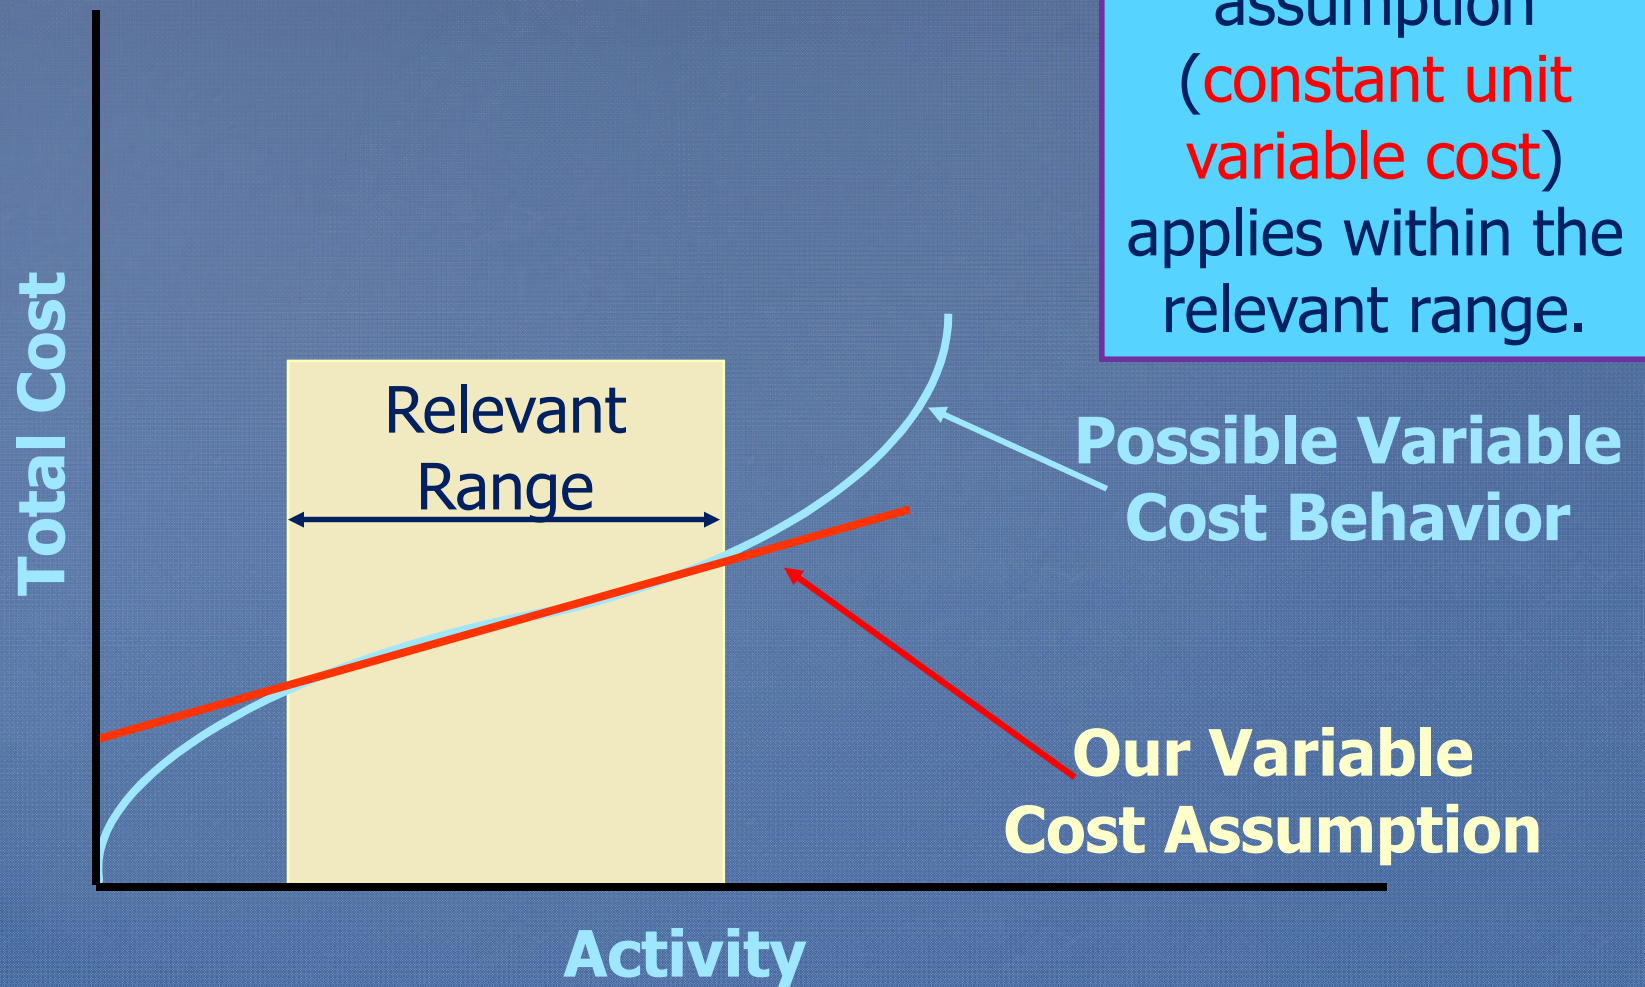 assumption
(constant unit
variable cost)
applies within the
relevant range.
Total Cost
Relevant
Range
Possible Variable
Cost Behavior
Our Variable
Cost Assumption
Activity